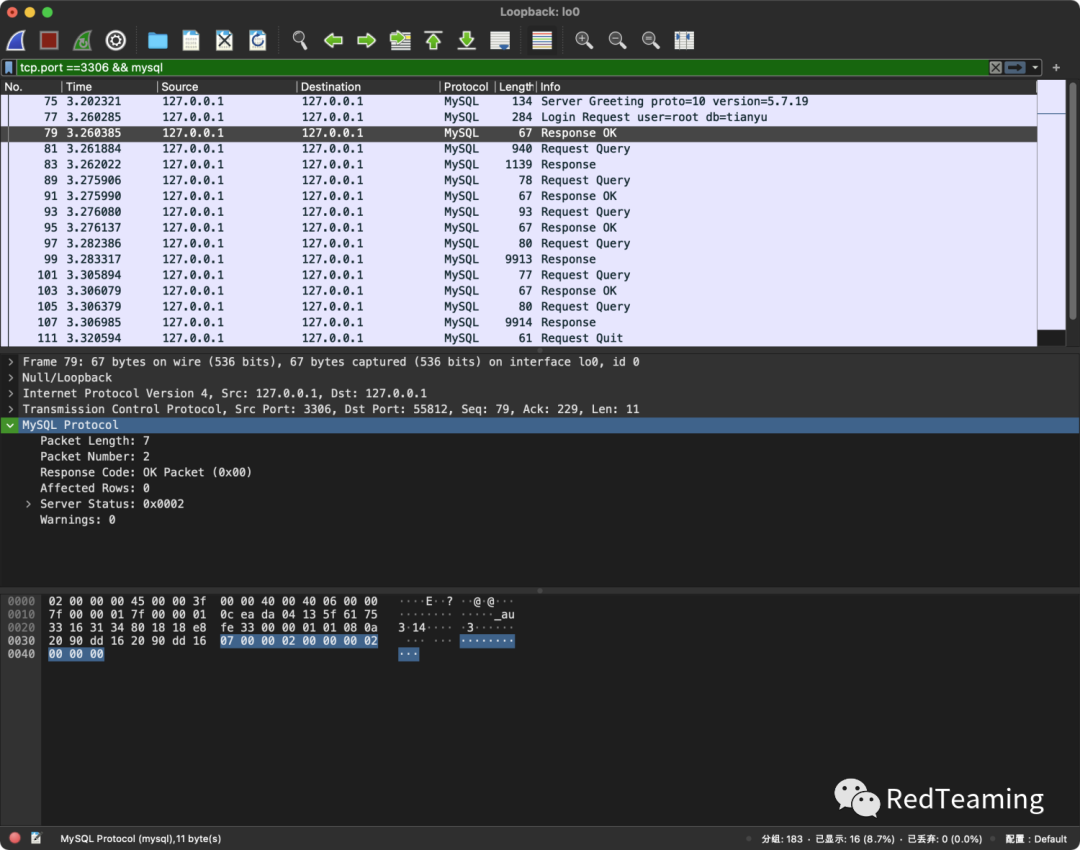 Loopback: lo0
tcp.port ==3306 && mysql
No. Time Source Destination Protocol Length Info
75 3.202321 127.0.0.1 127.0.0.1 MySQL 134 Server Greeting proto=10 version=5.7.19
77 3.260285 127.0.0.1 127.0.0.1 MySQL 284 Login Request user=root db=tianyu
79 3.260385 127.0.0.1 127.0.0.1 MySQL 67 Response OK
81 3.261884 127.0.0.1 127.0.0.1 MySQL 940 Request Query
83 3.262022 127.0.0.1 127.0.0.1 MySQL 1139 Response
89 3.275906 127.0.0.1 127.0.0.1 MySQL 78 Request Query
91 3.275990 127.0.0.1 127.0.0.1 MySQL 67 Response OK
93 3.276080 127.0.0.1 127.0.0.1 MySQL 93 Request Query
95 3.276137 127.0.0.1 127.0.0.1 MySQL 67 Response OK
97 3.282386 127.0.0.1 127.0.0.1 MySQL 80 Request Query
99 3.283317 127.0.0.1 127.0.0.1 MySQL 9913 Response
101 3.305894 127.0.0.1 127.0.0.1 MySQL 77 Request Query
103 3.306079 127.0.0.1 127.0.0.1 MySQL 67 Response OK
105 3.306379 127.0.0.1 127.0.0.1 MySQL 80 Request Query
107 3.306985 127.0.0.1 127.0.0.1 MySQL 9914 Response
111 3.320594 127.0.0.1 127.0.0.1 MySQL 61 Request Quit
Frame 79: 67 bytes on wire (536 bits), 67 bytes captured (536 bits) on interface lo0, id 0
Null/Loopback
Internet Protocol Version 4, Src: 127.0.0.1, Dst: 127.0.0.1
Transmission Control Protocol, Src Port: 3306, Dst Port: 55812, Seq: 79, Ack: 229, Len: 11
MySQL Protocol
Packet Length: 7
Packet Number: 2
Response Code: OK Packet (0x00)
Affected Rows: 0
Server Status: 0x0002
Warnings: 0
0000 02 00 00 00 45 00 00 3f 00 00 40 00 40 06 00 00 ····E··? ··@·@···
0010 7f 00 00 01 7f 00 00 01 0c ea da 04 13 5f 61 75 ········ ·····_au
0020 33 16 31 34 80 18 18 e8 fe 33 00 00 01 01 08 0a 3·14···· ·3······
0030 20 90 dd 16 20 90 dd 16 07 00 00 02 00 00 00 02 ··· ··· ········
0040 00 00 00 ···
RedTeaming
MySQL Protocol (mysql),11 byte(s) 分组: 183 · 已显示: 16 (8.7%) · 已丢弃: 0 (0.0%) 配置: Default